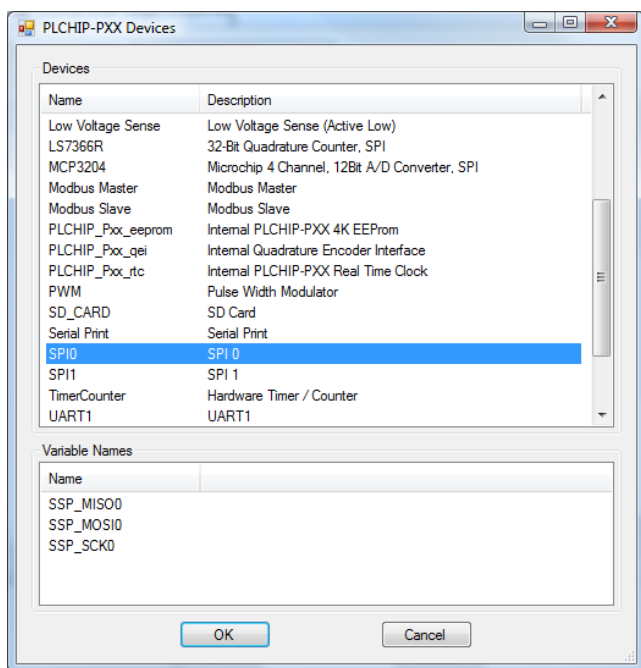 PLCHIP-PXX Devices
Devices
Name Description
Low Voltage Sense Low Voltage Sense (Active Low)
LS7366R 32-Bit Quadrature Counter, SPI
MCP3204 Microchip 4 Channel, 12Bit A/D Converter, SPI
Modbus Master Modbus Master
Modbus Slave Modbus Slave
PLCHIP_Pxx_eeprom Internal PLCHIP-PXX 4K EEProm
PLCHIP_Pxx_qei Internal Quadrature Encoder Interface
PLCHIP_Pxx_rtc Internal PLCHIP-PXX Real Time Clock
PWM Pulse Width Modulator
SD_CARD SD Card
Serial Print Serial Print
SPI0 SPI 0
SPI1 SPI 1
TimerCounter Hardware Timer / Counter
UART1 UART1
Variable Names
Name
SSP_MISO0
SSP_MOSI0
SSP_SCK0
OK Cancel